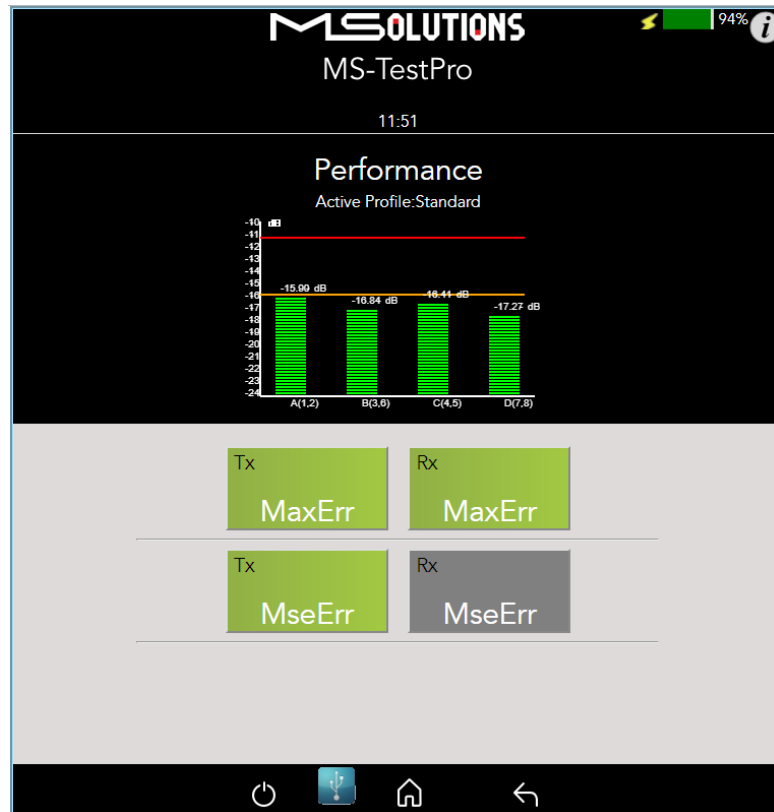 MSOLUTIONS
94%
i
MS-TestPro
11:51
Performance
Active Profile:Standard
dB
-10
-11
-12
-13
-14
-15
-16
-17
-18
-19
-20
-21
-22
-23
-24
-15.99 dB
-16.84 dB
-16.41 dB
-17.27 dB
A(1,2) B(3,6) C(4,5) D(7,8)
Tx
MaxErr
Rx
MaxErr
Tx
MseErr
Rx
MseErr